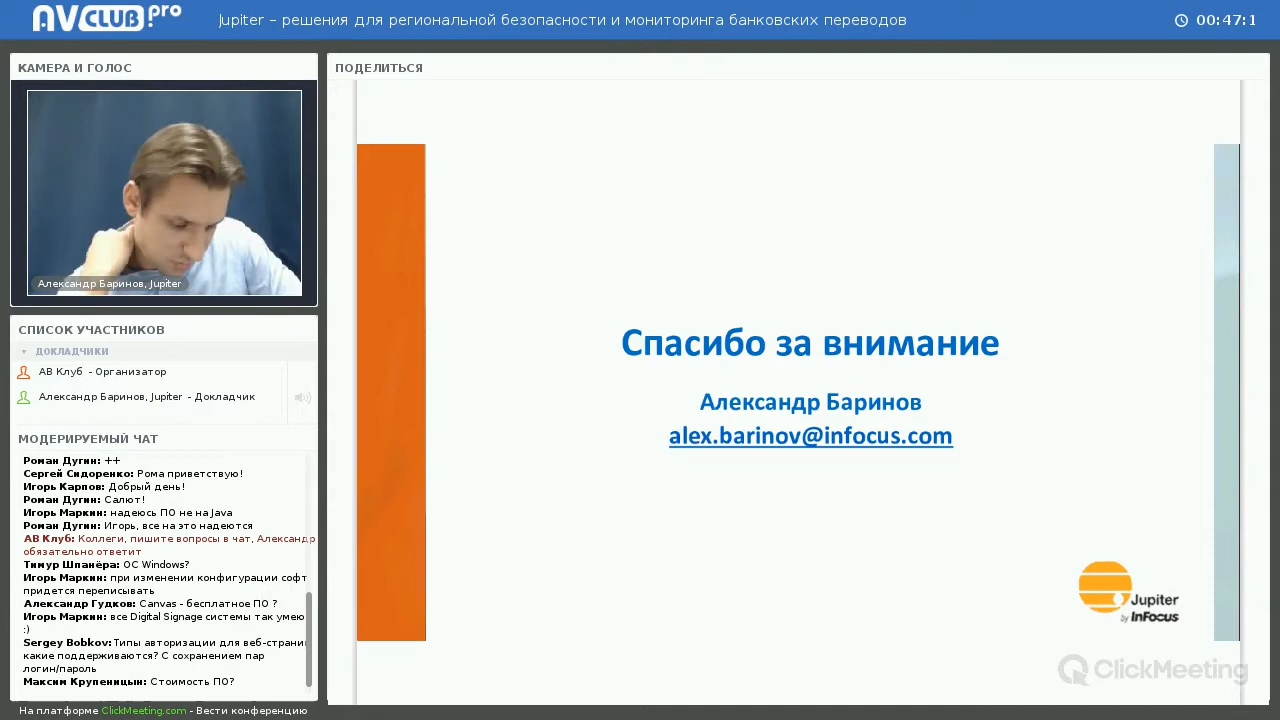 AVCLUB pro
Jupiter – решения для региональной безопасности и мониторинга банковских переводов
00:47:1
КАМЕРА И ГОЛОС
Александр Баринов, Jupiter
СПИСОК УЧАСТНИКОВ
ДОКЛАДЧИКИ
АВ Клуб - Организатор
Александр Баринов, Jupiter - Докладчик
МОДЕРИРУЕМЫЙ ЧАТ
Роман Дугин: ++
Сергей Сидоренко: Рома приветствую!
Игорь Карпов: Добрый день!
Роман Дугин: Салют!
Игорь Маркин: надеюсь ПО не на Java
Роман Дугин: Игорь, все на это надеются
АВ Клуб: Коллеги, пишите вопросы в чат, Александр
обязательно ответит
Тимур Шпанёра: ОС Windows?
Игорь Маркин: при изменении конфигурации софт
придется переписывать
Александр Гудков: Canvas - бесплатное ПО ?
Игорь Маркин: все Digital Signage системы так умею
:)
Sergey Bobkov: Типы авторизации для веб-страни
какие поддерживаются? С сохранением пар
логин/пароль
Максим Крупеницын: Стоимость ПО?
На платформе ClickMeeting.com - Вести конференцию
ПОДЕЛИТЬСЯ
Спасибо за внимание
Александр Баринов
alex.barinov@infocus.com
Jupiter
by InFocus
ClickMeeting